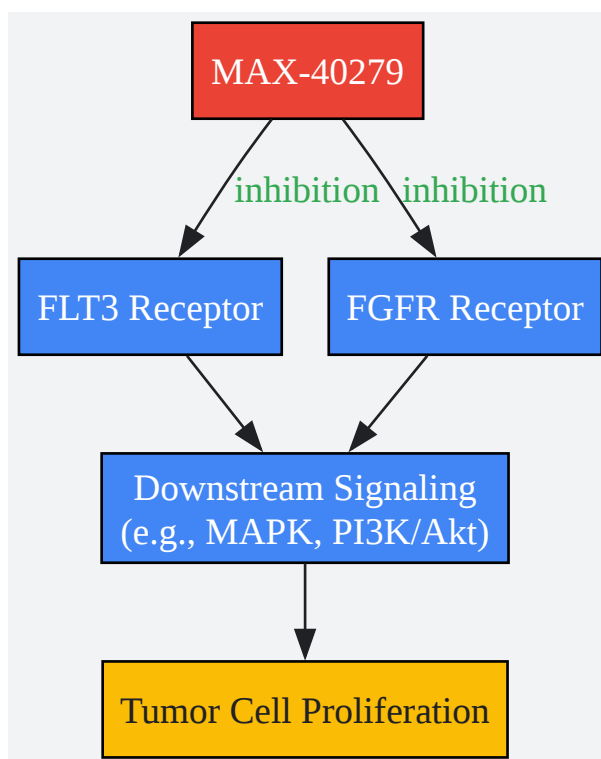 MAX-40279
inhibition inhibition
FLT3 Receptor
FGFR Receptor
Downstream Signaling
(e.g., MAPK, PI3K/Akt)
Tumor Cell Proliferation